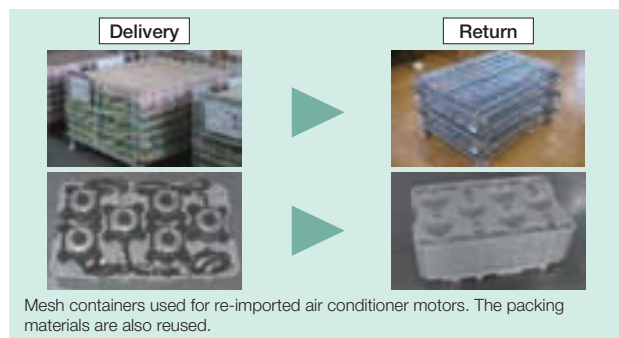 Delivery
Return
Mesh containers used for re-imported air conditioner motors. The packing
materials are also reused.